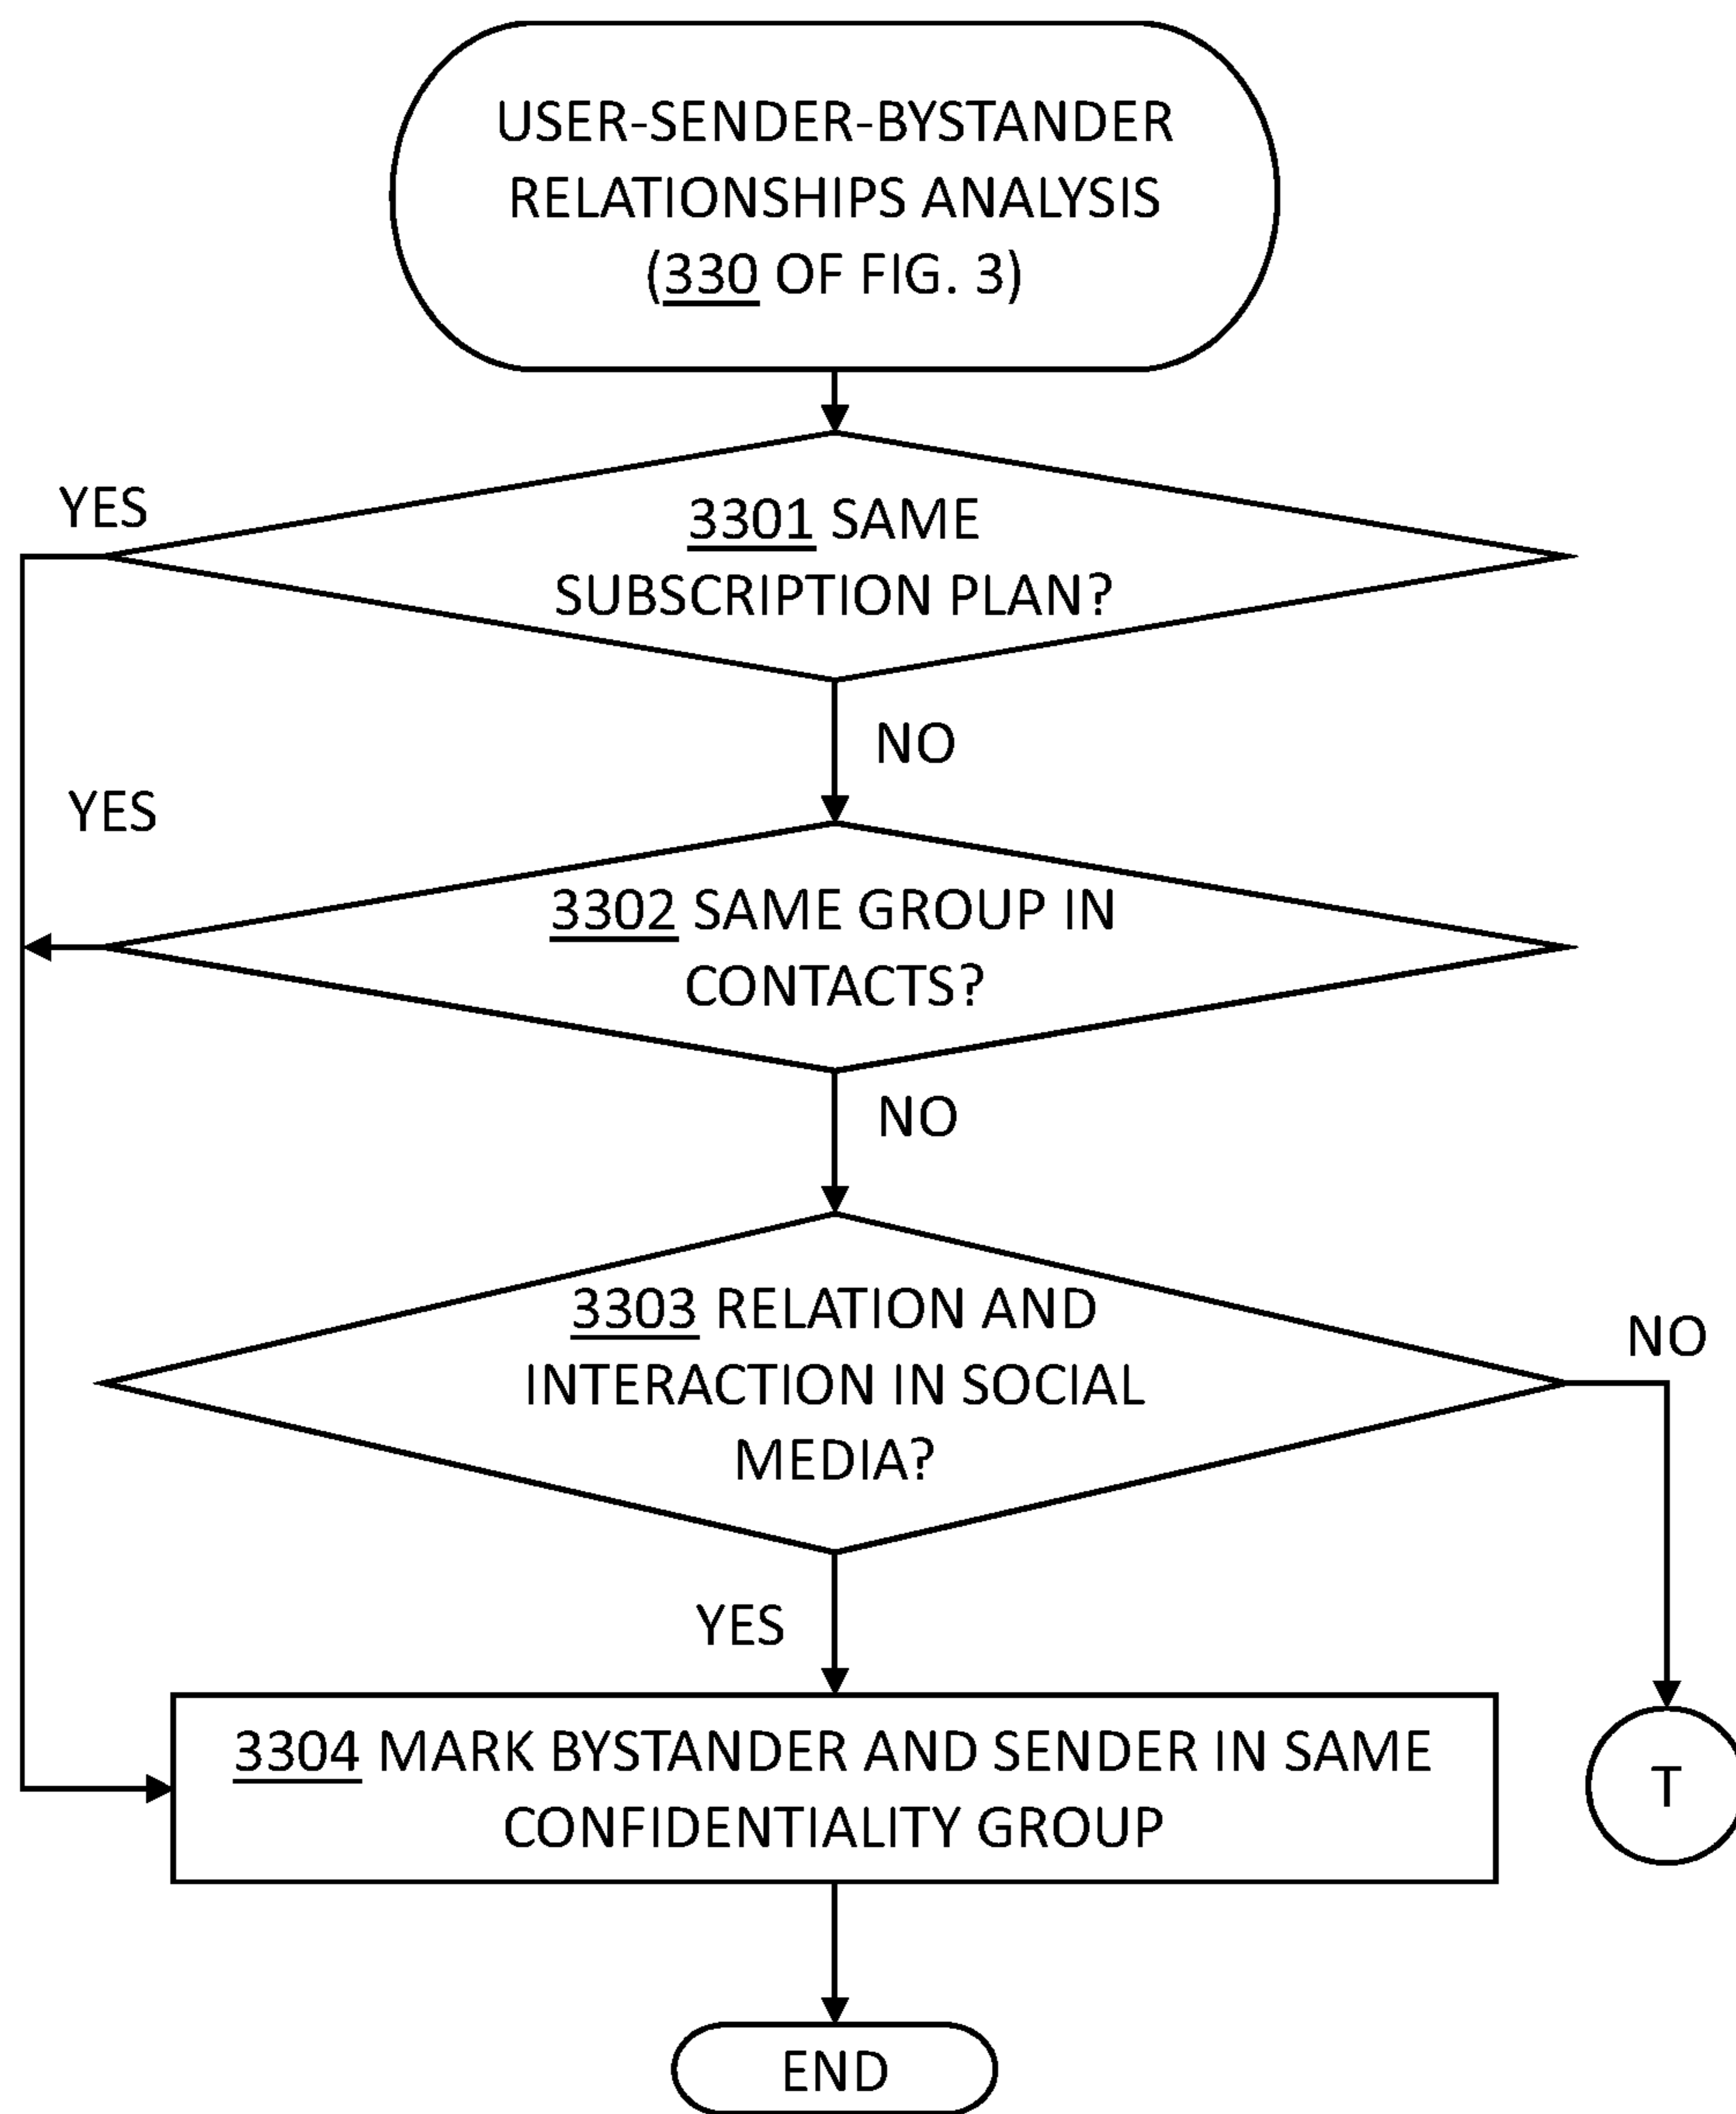 USER-SENDER-BYSTANDER
RELATIONSHIPS ANALYSIS
(330 OF FIG. 3)
YES
3301 SAME
SUBSCRIPTION PLAN?
NO
YES
3302 SAME GROUP IN
CONTACTS?
NO
3303 RELATION AND
INTERACTION IN SOCIAL
MEDIA?
NO
YES
3304 MARK BYSTANDER AND SENDER IN SAME
CONFIDENTIALITY GROUP
T
END